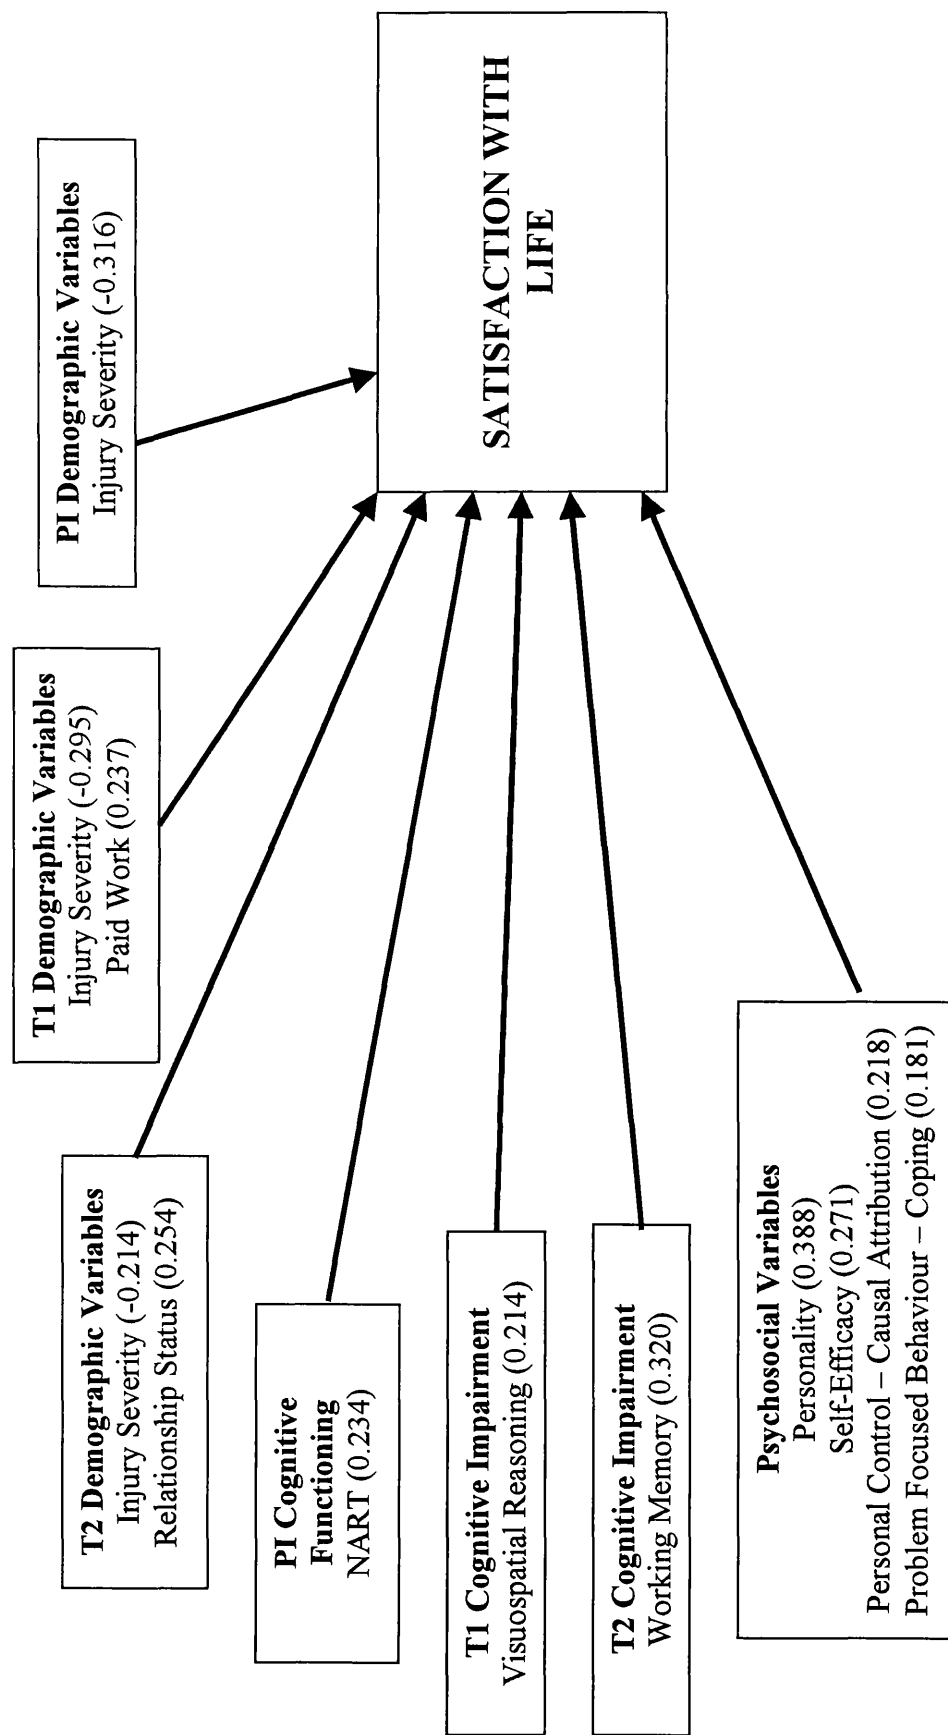 PI Demographic Variables
Injury Severity (-0.316)
T1 Demographic Variables
Injury Severity (-0.295)
Paid Work (0.237)
T2 Demographic Variables
Injury Severity (-0.214)
Relationship Status (0.254)
PI Cognitive
Functioning
NART (0.234)
T1 Cognitive Impairment
Visuospatial Reasoning (0.214)
T2 Cognitive Impairment
Working Memory (0.320)
Psychosocial Variables
Personality (0.388)
Self-Efficacy (0.271)
Personal Control – Causal Attribution (0.218)
Problem Focused Behaviour – Coping (0.181)
SATISFACTION WITH
LIFE